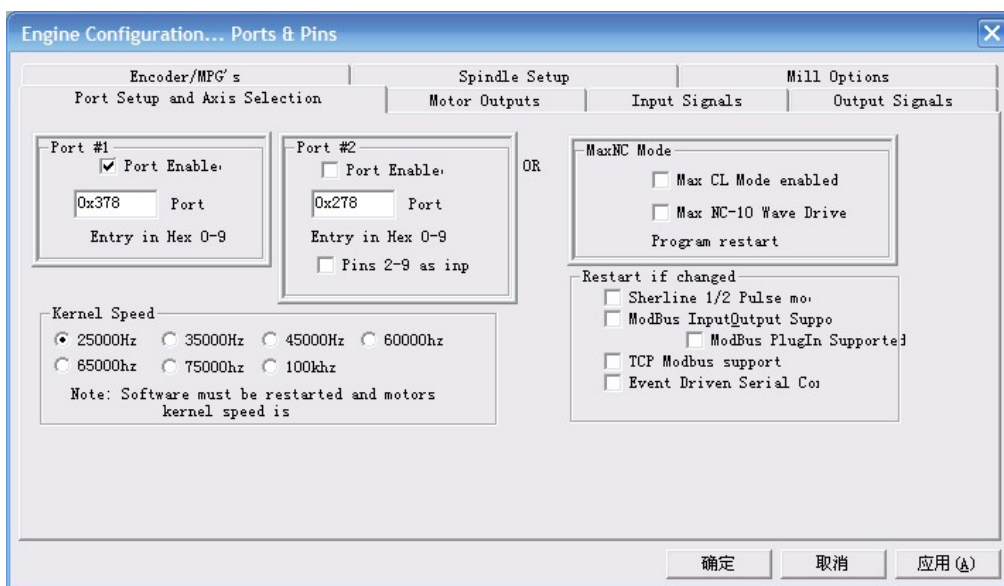 Engine Configuration... Ports & Pins
Encoder/MPG's
Spindle Setup
Mill Options
Port Setup and Axis Selection
Motor Outputs
Input Signals
Output Signals
Port #1
Port Enable
0x378 Port
Entry in Hex 0-9
Port #2
Port Enable
0x278 Port
Entry in Hex 0-9
Pins 2-9 as inp
OR
MaxNC Mode
Max CL Mode enabled
Max NC-10 Wave Drive
Program restart
Restart if changed
Sherline 1/2 Pulse mo
ModBus InputOutput Suppo
ModBus PlugIn Supported
TCP Modbus support
Event Driven Serial Co
Kernel Speed
25000Hz 35000Hz 45000Hz 60000hz
65000hz 75000hz 100khz
Note: Software must be restarted and motors
kernel speed is
确定
取消
应用(A)